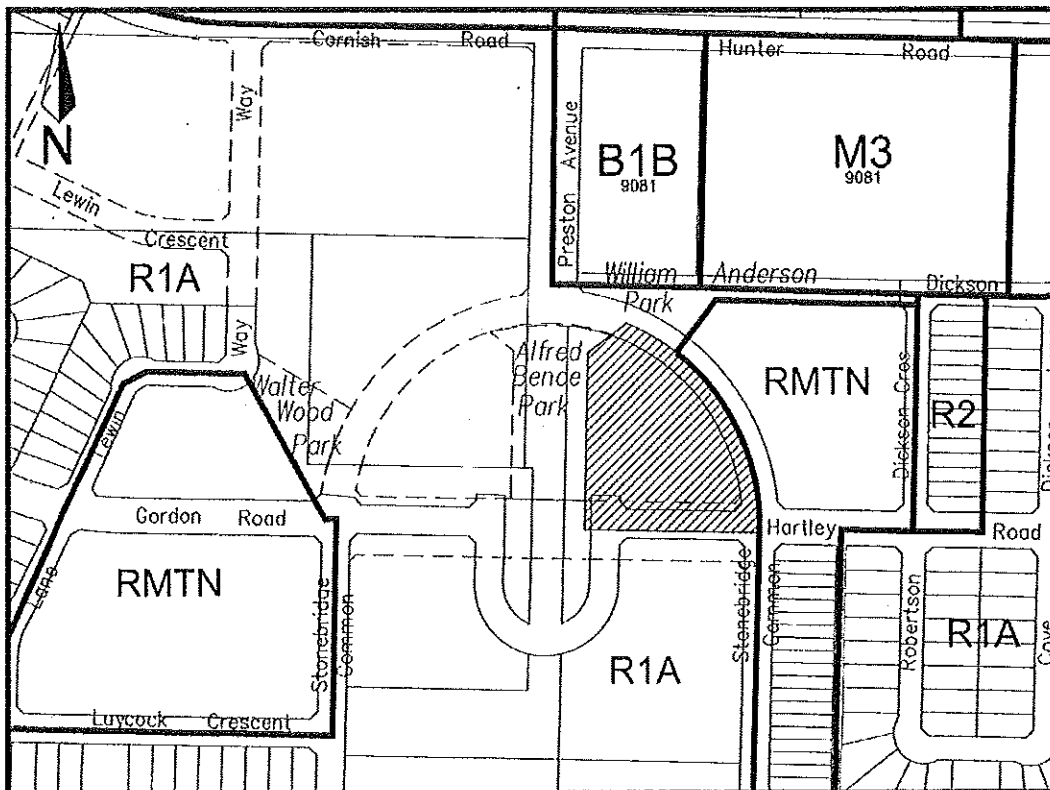 Cornish Road
Hunter Road
Way
Preston Avenue
B1B
9081
M3
9081
N
Lewin
Crescent
R1A
William Anderson
Park
Dickson
Way
Alfred
Bence
Park
RMTN
Dickson Cres
R2
Dickson
Walter
Wood
Park
Lewin
Gordon Road
Hartley Road
RMTN
Lane
Stonebridge
Common
Stonebridge
Common
Robertson
R1A
Cove
R1A
Luycock Crescent